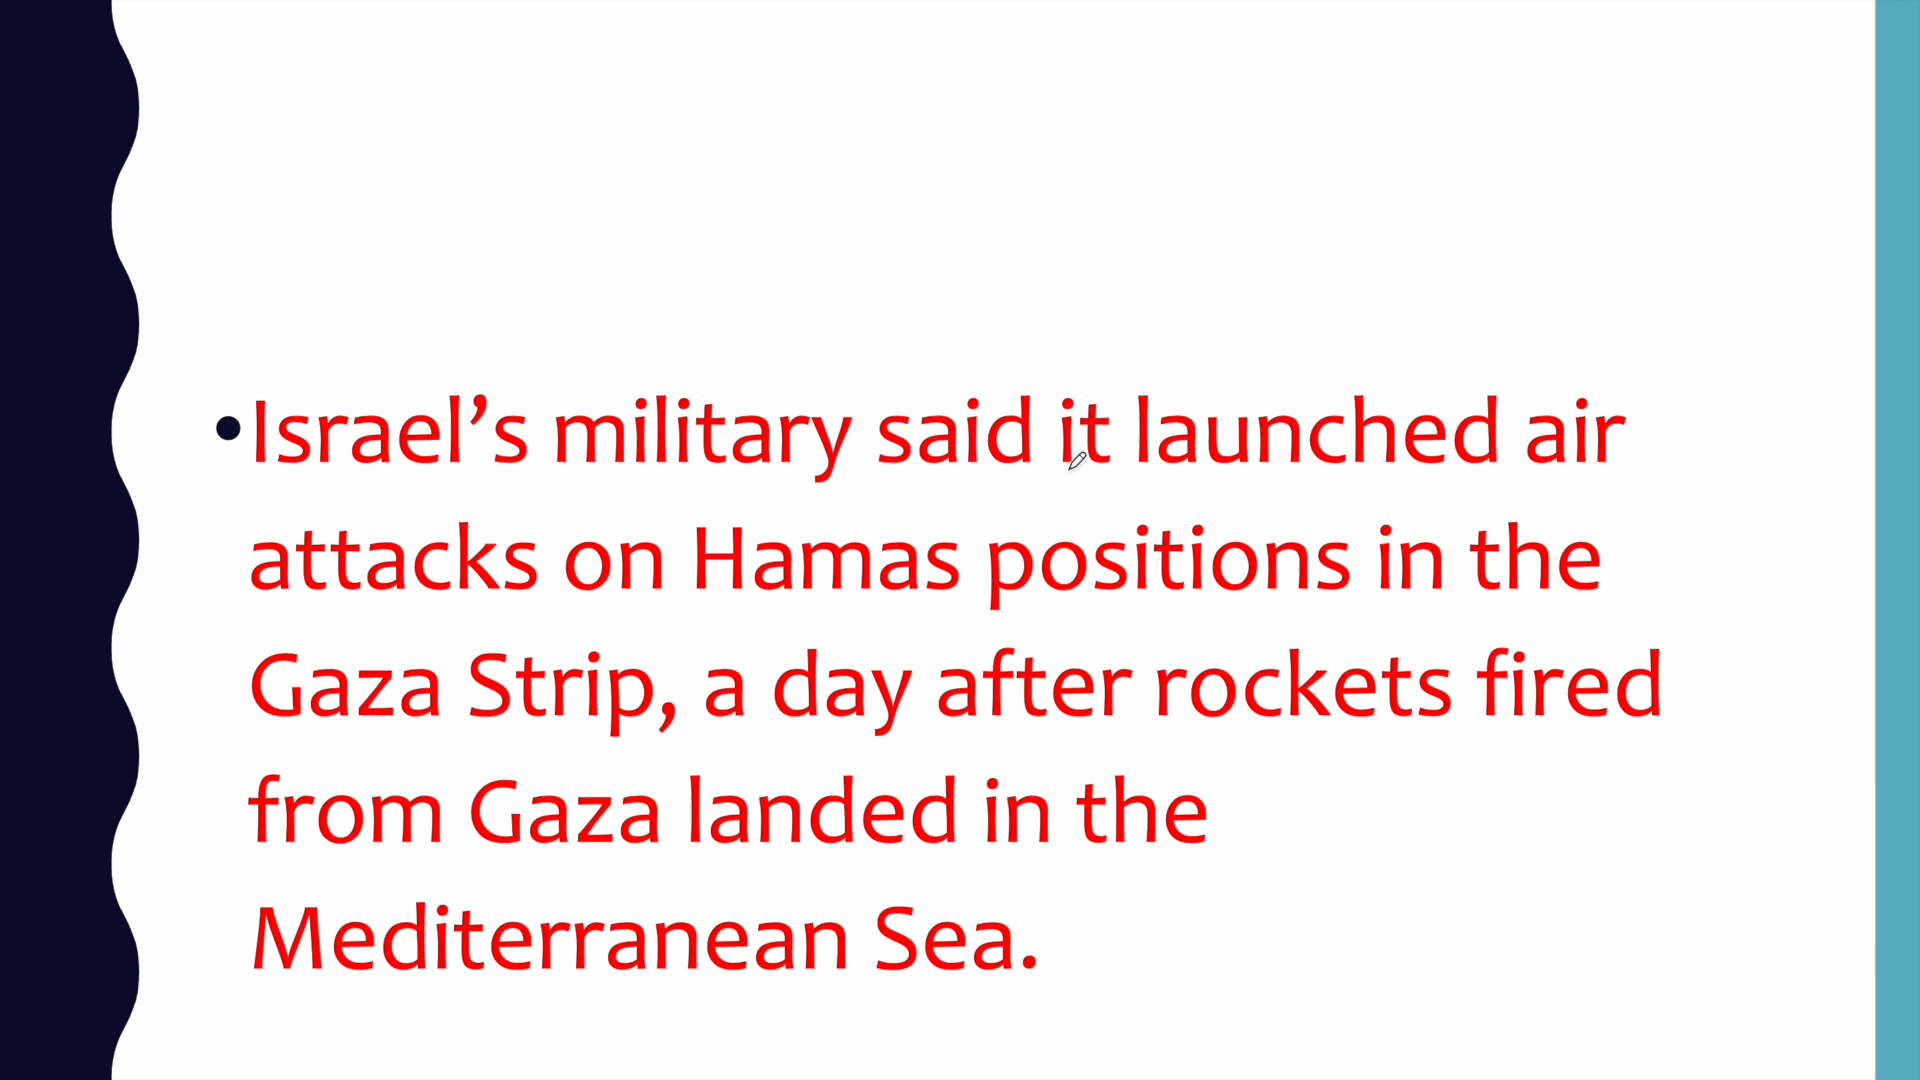 •Israel’s military said it launched air
attacks on Hamas positions in the
Gaza Strip, a day after rockets fired
from Gaza landed in the
Mediterranean Sea.